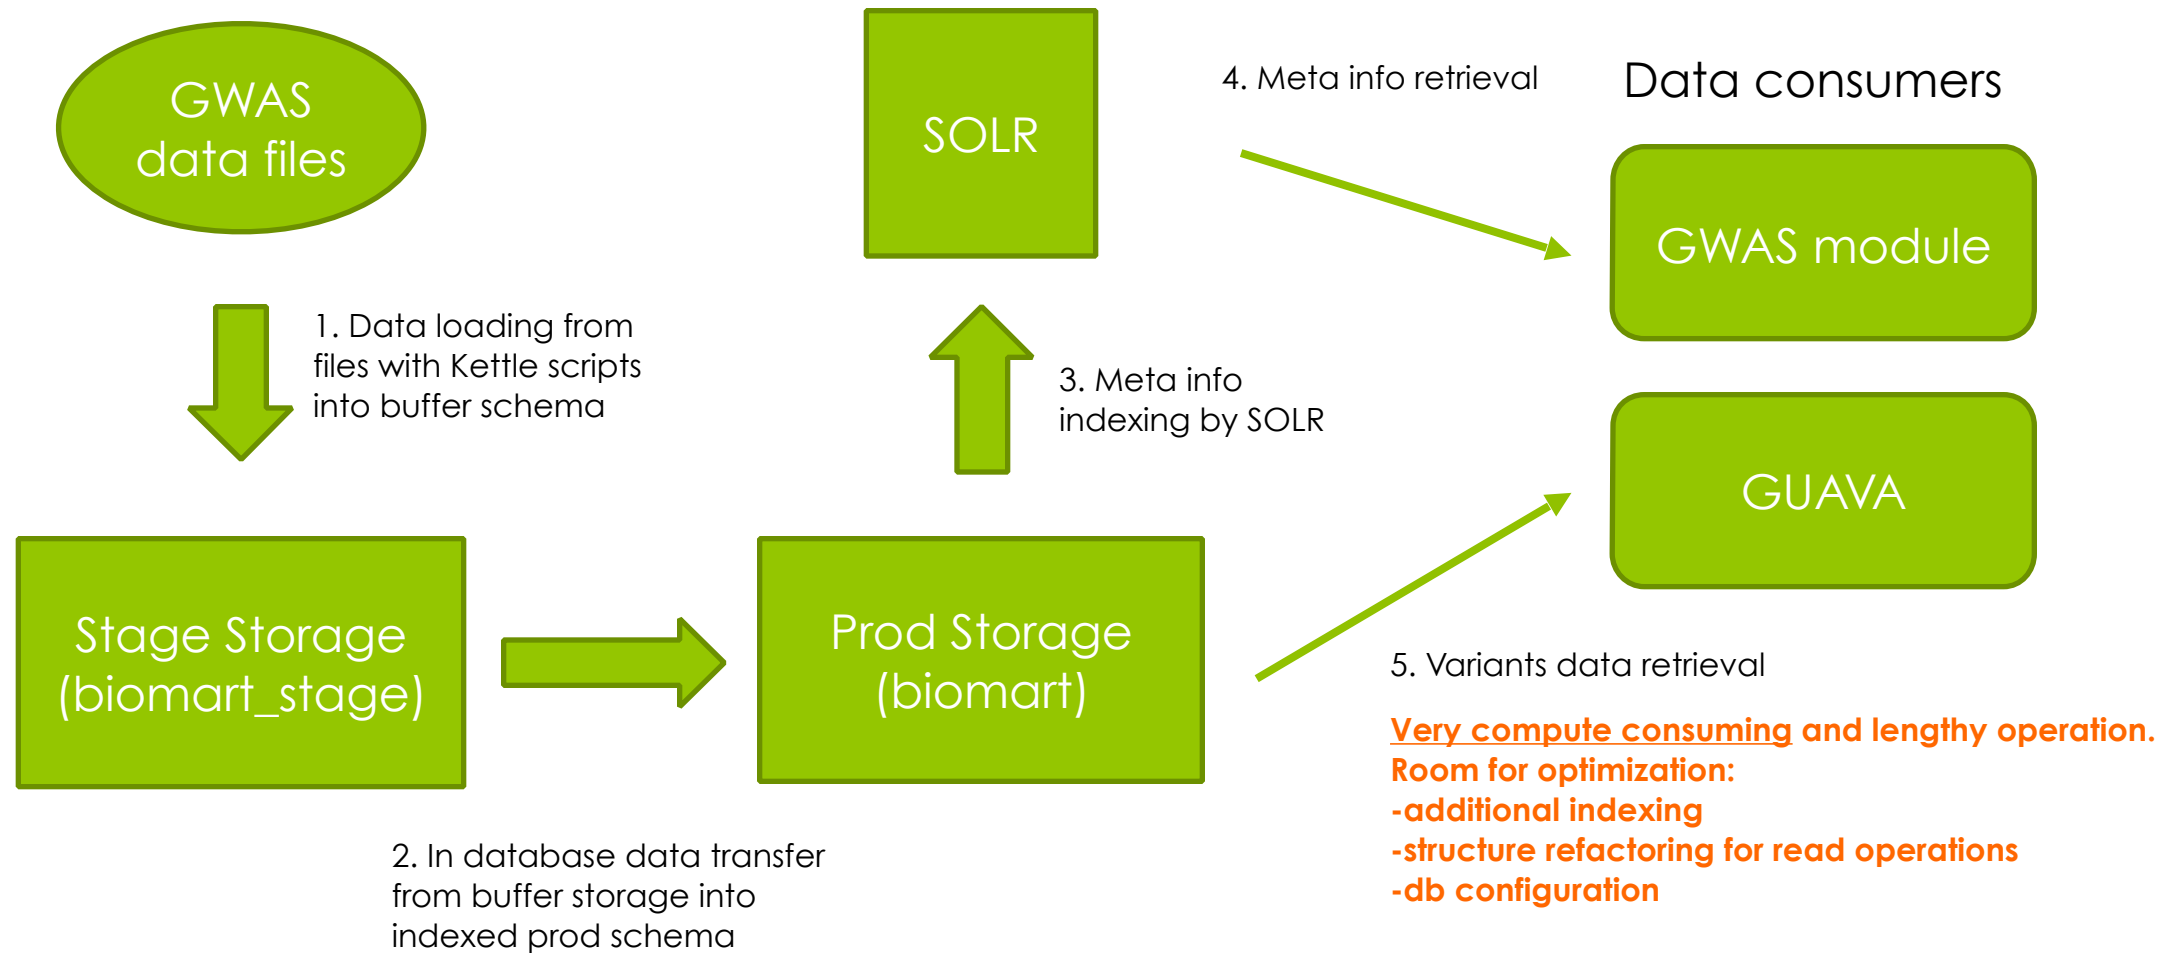 GWAS
data files
SOLR
4. Meta info retrieval
Data consumers
GWAS module
1. Data loading from
files with Kettle scripts
into buffer schema
3. Meta info
indexing by SOLR
GUAVA
Stage Storage
(biomart_stage)
Prod Storage
(biomart)
5. Variants data retrieval
Very compute consuming and lengthy operation.
Room for optimization:
-additional indexing
-structure refactoring for read operations
-db configuration
2. In database data transfer
from buffer storage into
indexed prod schema